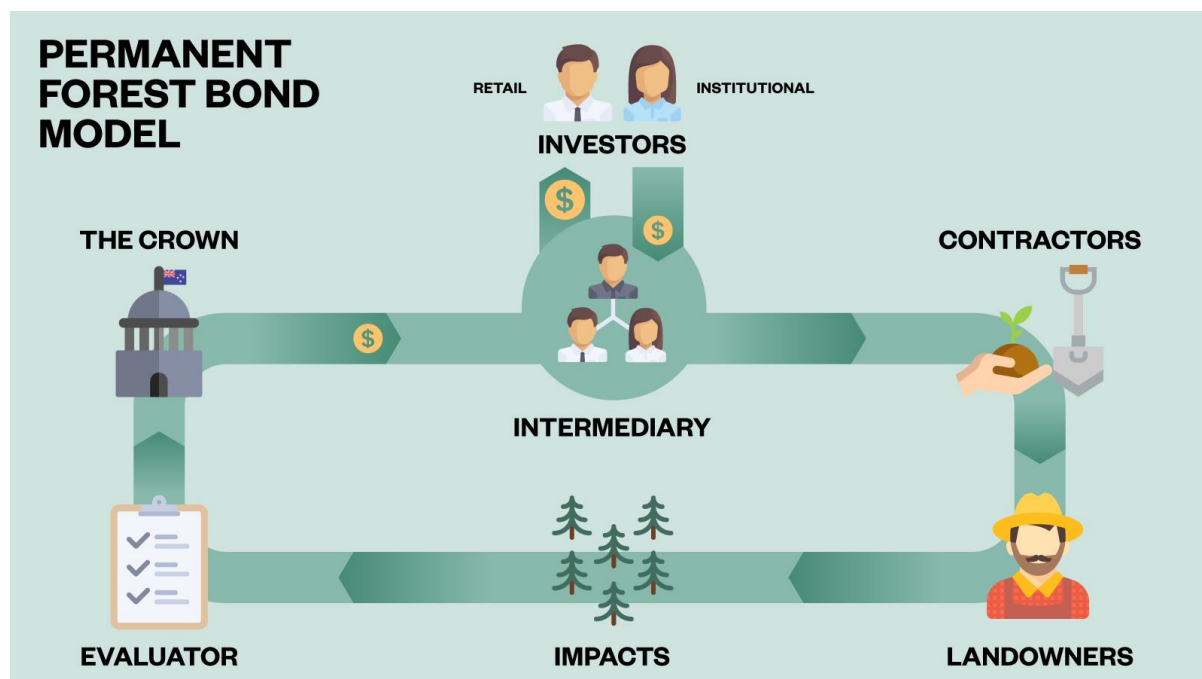 PERMANENT
FOREST BOND
MODEL
RETAIL
INSTITUTIONAL
INVESTORS
$
$
THE CROWN
CONTRACTORS
$
INTERMEDIARY
EVALUATOR
IMPACTS
LANDOWNERS